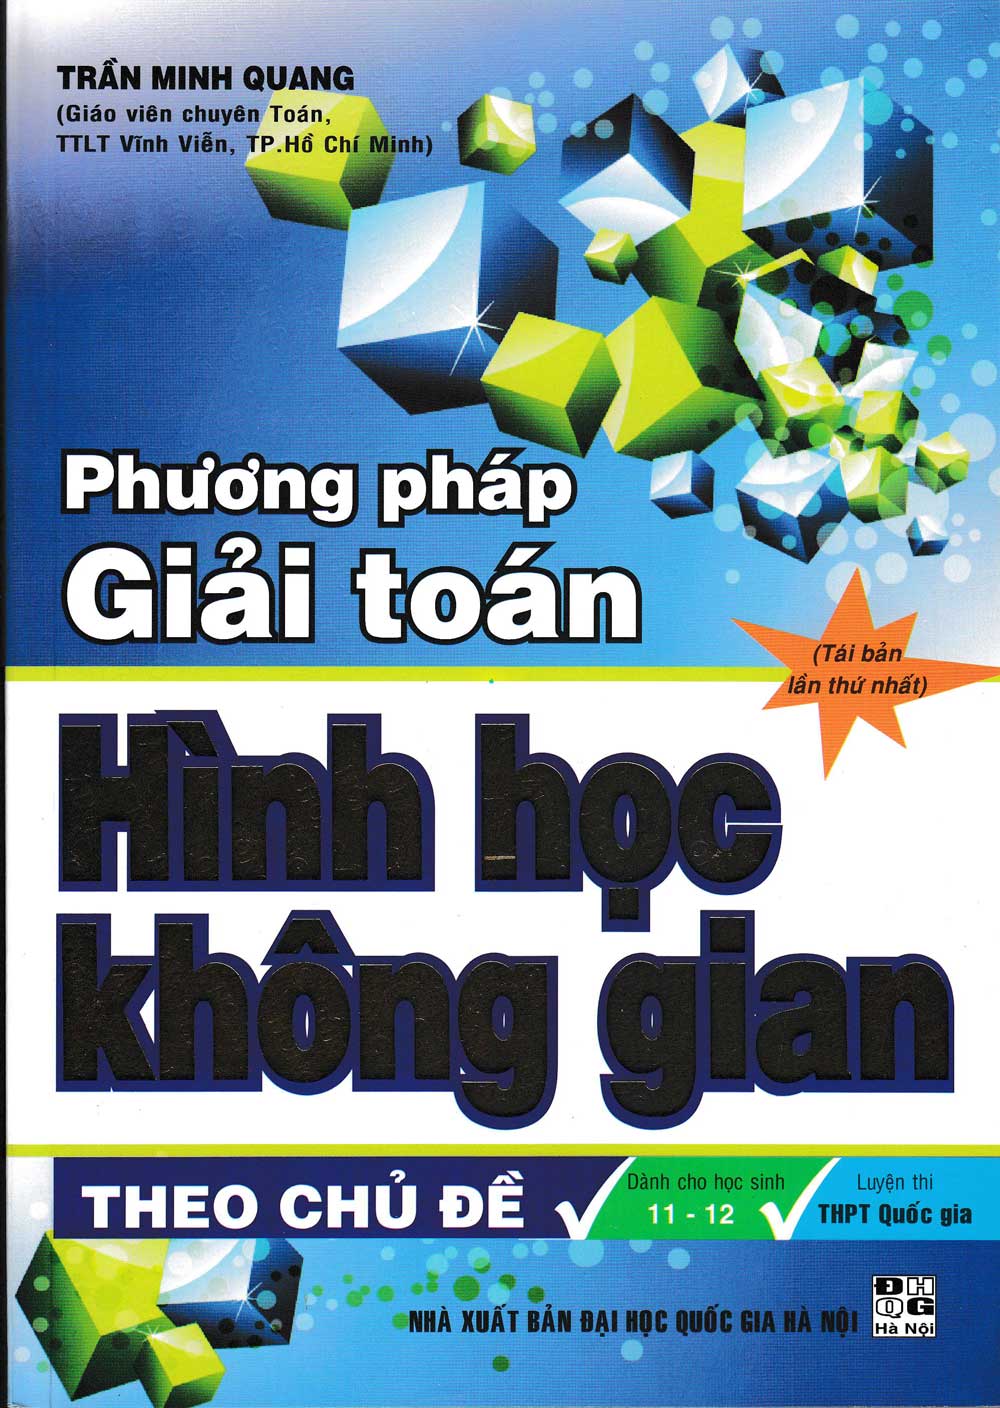 TRẦN MINH QUANG
(Giáo viên chuyên Toán,
TTLT Vĩnh Viễn, TP.Hồ Chí Minh)
Phương pháp
Giải toán
(Tái bản
lần thứ nhất)
Hình học
không gian
THEO CHỦ ĐỀ
Dành cho học sinh
11 - 12
Luyện thi
THPT Quốc gia
NHÀ XUẤT BẢN ĐẠI HỌC QUỐC GIA HÀ NỘI
ĐH
QG
Hà Nội